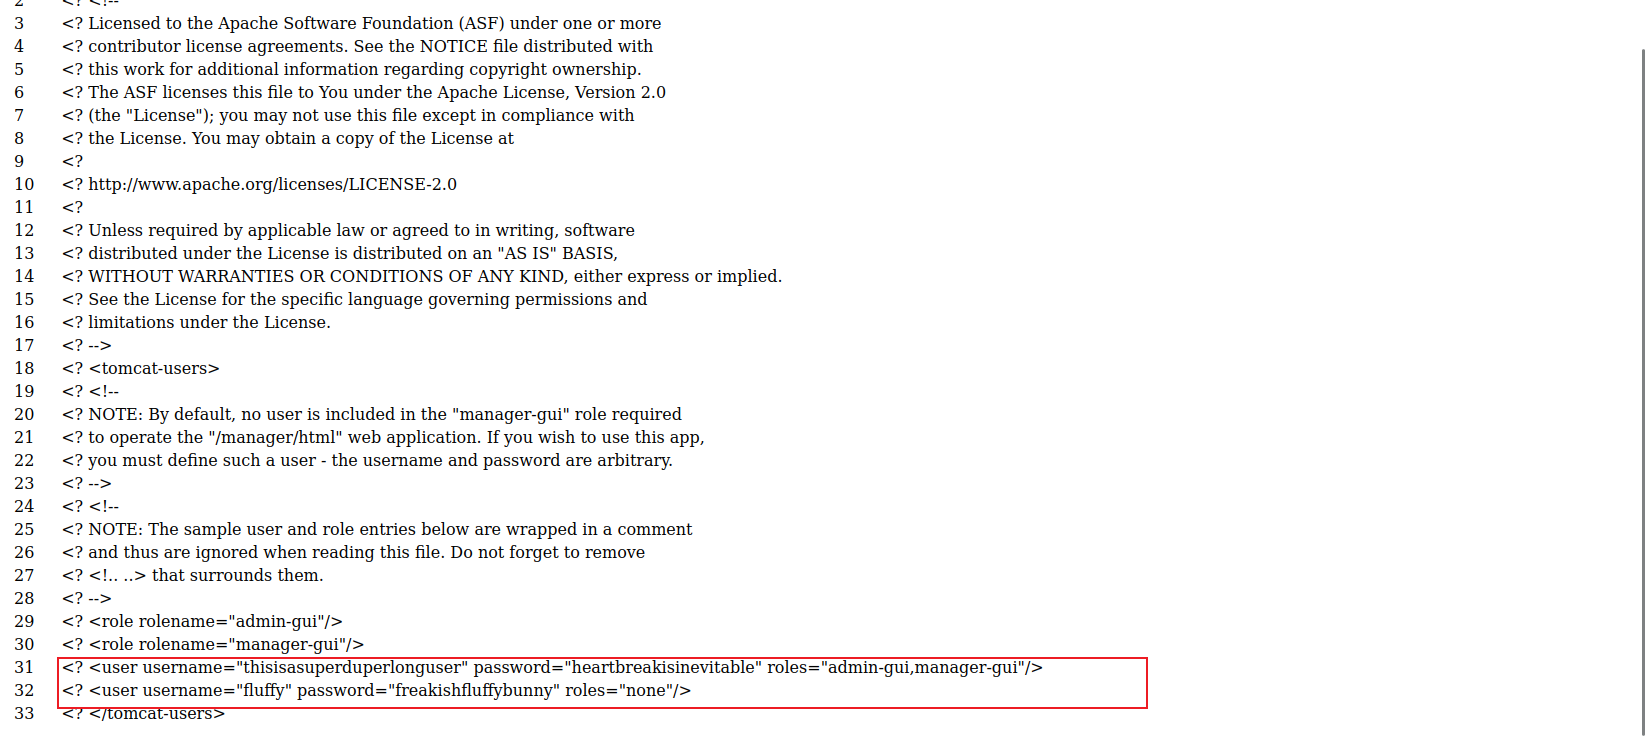 2 <? <!--
3 <? Licensed to the Apache Software Foundation (ASF) under one or more
4 <? contributor license agreements. See the NOTICE file distributed with
5 <? this work for additional information regarding copyright ownership.
6 <? The ASF licenses this file to You under the Apache License, Version 2.0
7 <? (the "License"); you may not use this file except in compliance with
8 <? the License. You may obtain a copy of the License at
9 <?
10 <? http://www.apache.org/licenses/LICENSE-2.0
11 <?
12 <? Unless required by applicable law or agreed to in writing, software
13 <? distributed under the License is distributed on an "AS IS" BASIS,
14 <? WITHOUT WARRANTIES OR CONDITIONS OF ANY KIND, either express or implied.
15 <? See the License for the specific language governing permissions and
16 <? limitations under the License.
17 <? -->
18 <? <tomcat-users>
19 <? <!--
20 <? NOTE: By default, no user is included in the "manager-gui" role required
21 <? to operate the "/manager/html" web application. If you wish to use this app,
22 <? you must define such a user - the username and password are arbitrary.
23 <? -->
24 <? <!--
25 <? NOTE: The sample user and role entries below are wrapped in a comment
26 <? and thus are ignored when reading this file. Do not forget to remove
27 <? <!.. ..> that surrounds them.
28 <? -->
29 <? <role rolename="admin-gui"/>
30 <? <role rolename="manager-gui"/>
31 <? <user username="thisisasuperduperlonguser" password="heartbreakisinevitable" roles="admin-gui,manager-gui"/>
32 <? <user username="fluffy" password="freakishfluffybunny" roles="none"/>
33 <? </tomcat-users>